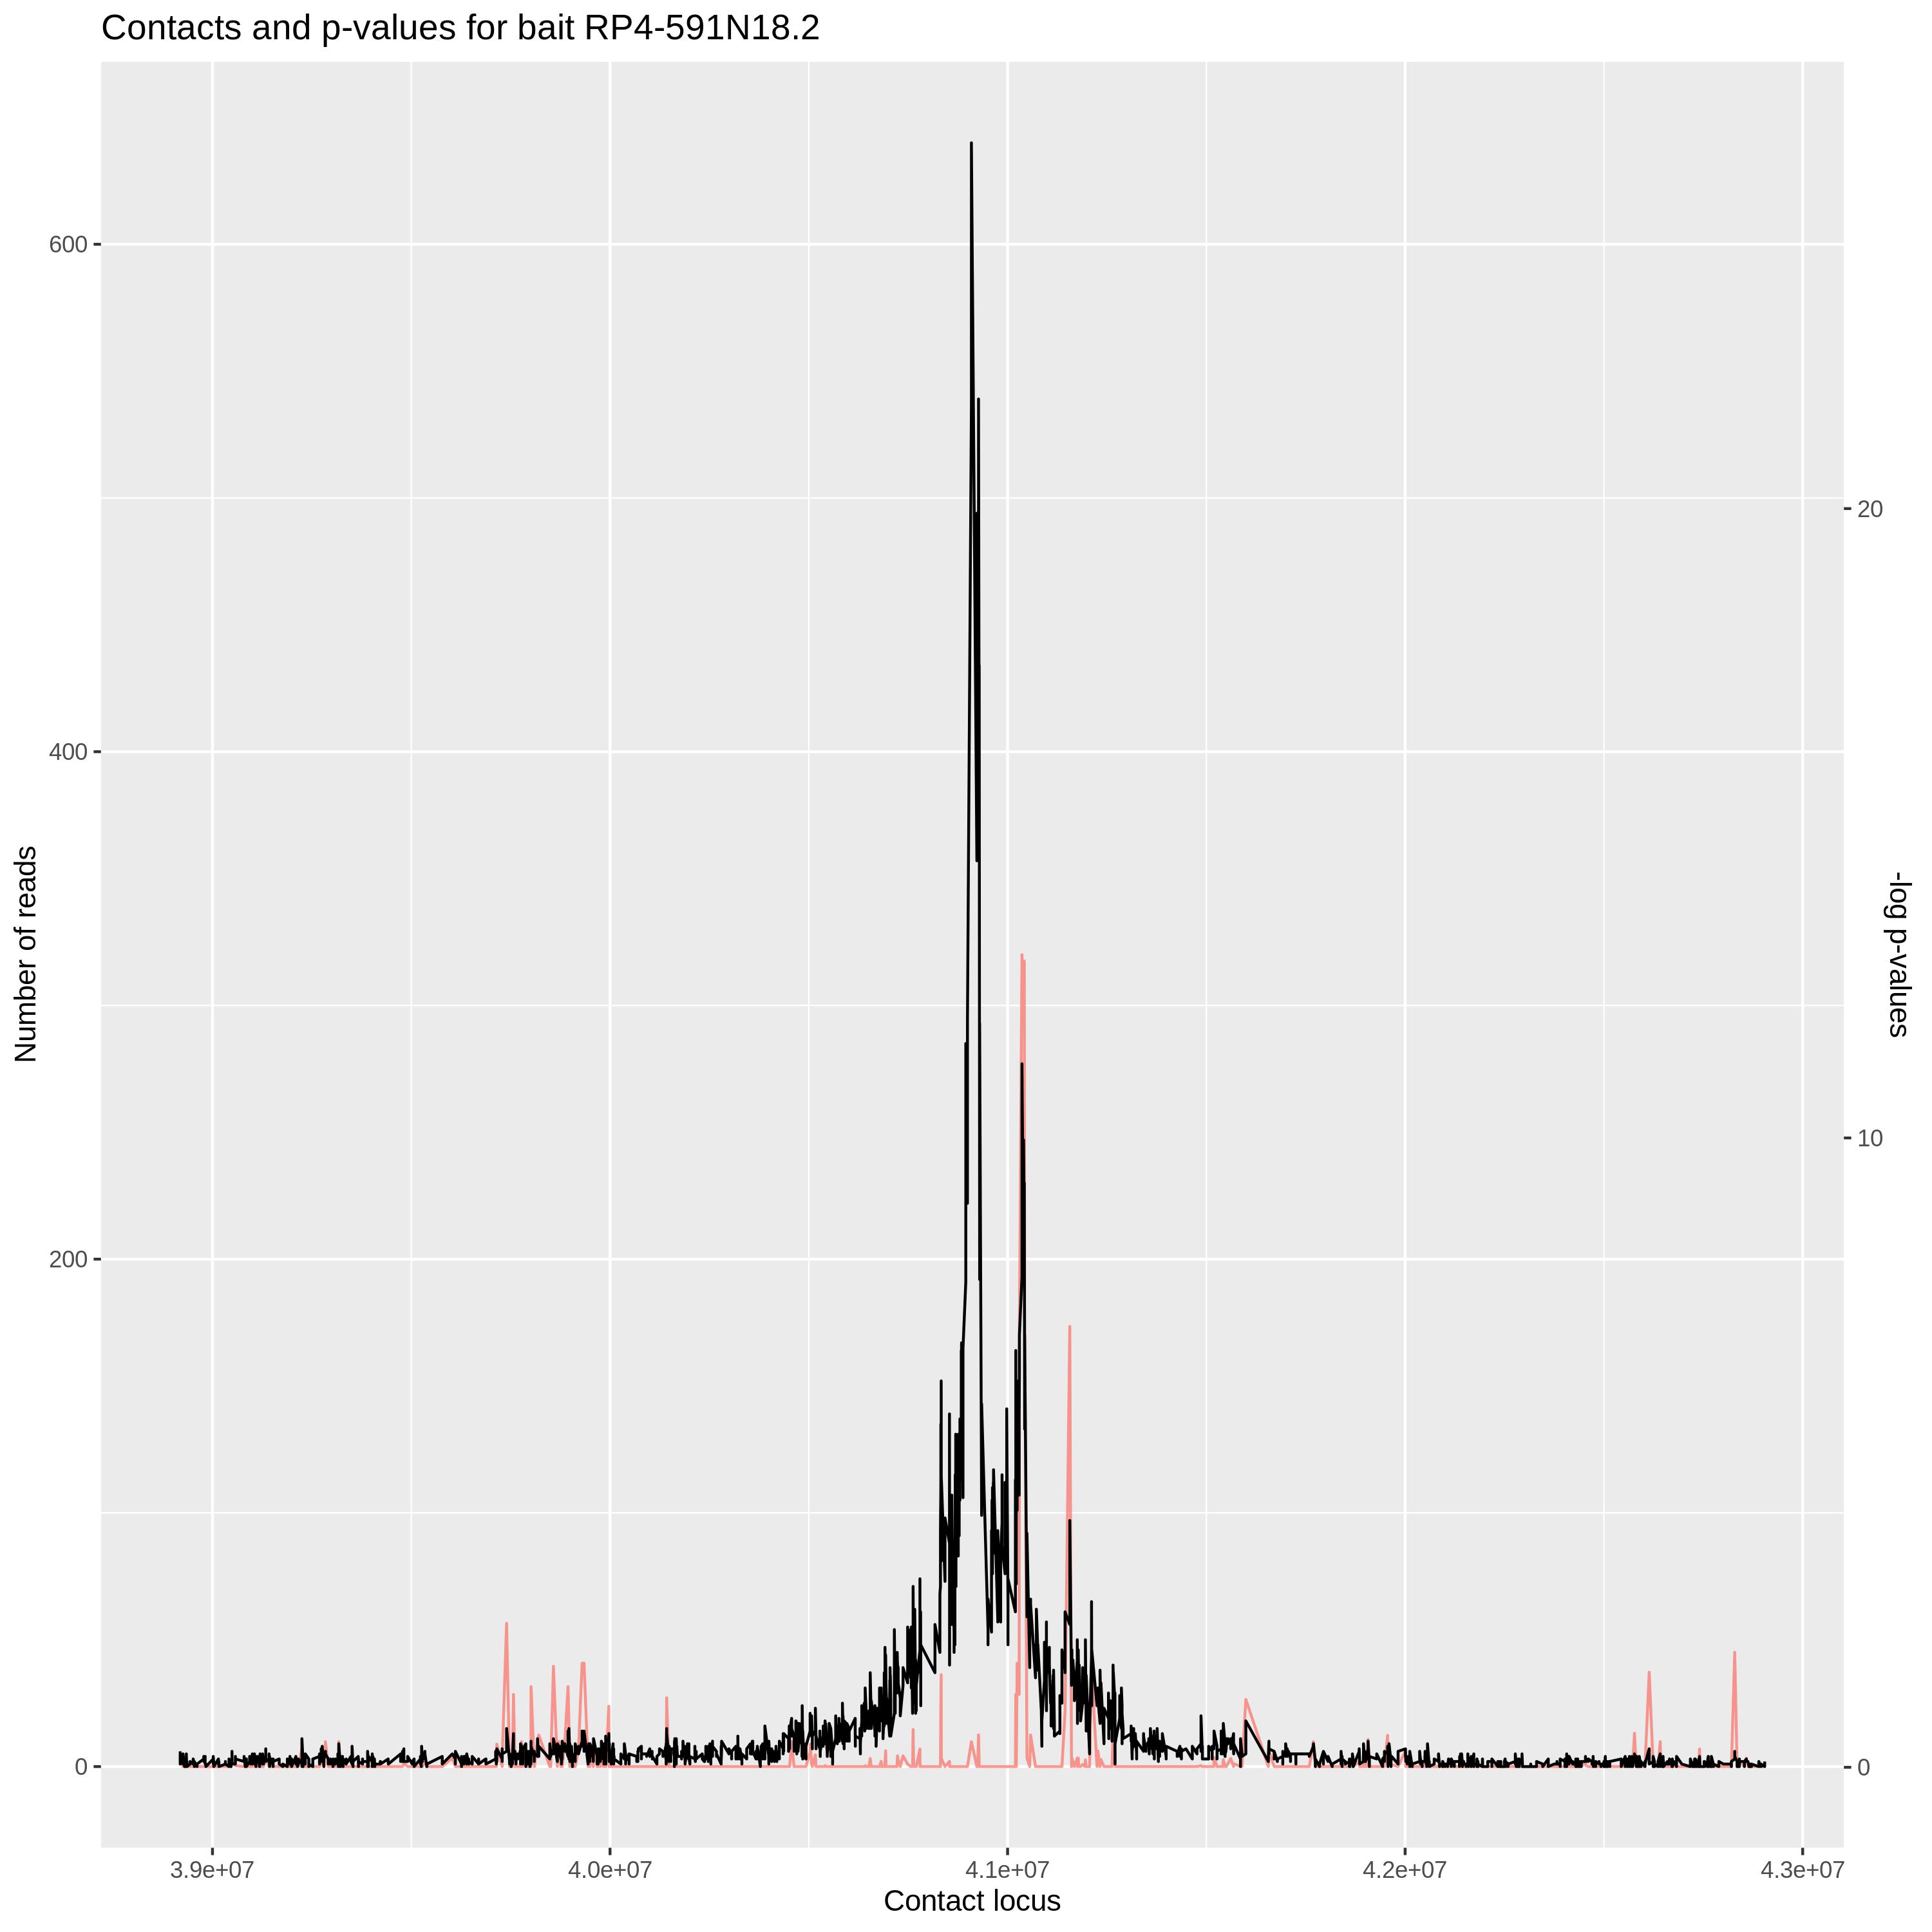 Contacts and p-values for bait RP4-591N18.2
600
400
200
0
Number of reads
20
10
0
-log p-values
3.9e+07
4.0e+07
4.1e+07
4.2e+07
4.3e+07
Contact locus